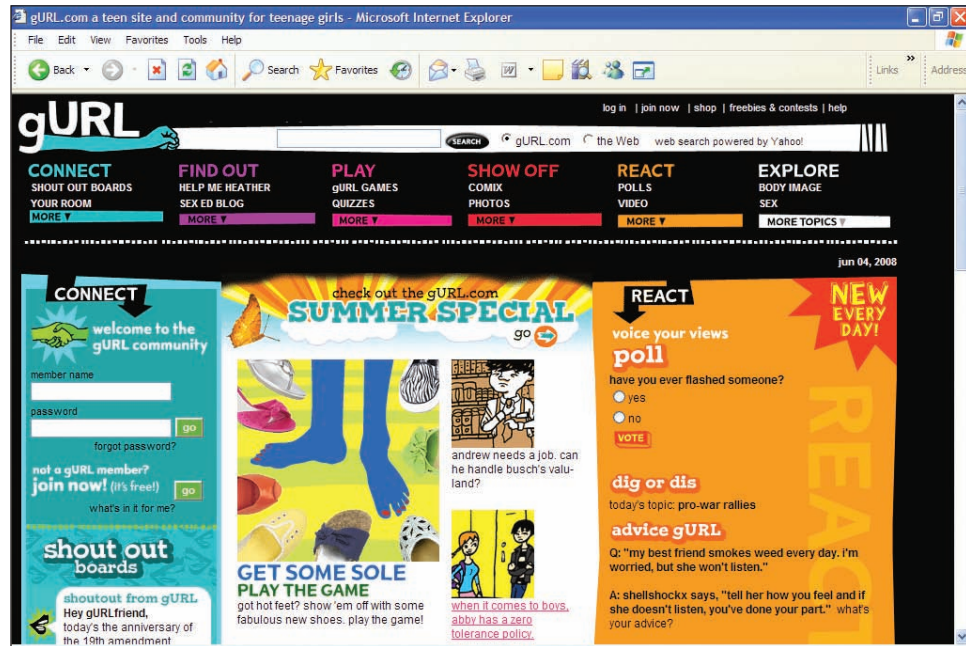 gURL.com a teen site and community for teenage girls - Microsoft Internet Explorer
File Edit View Favorites Tools Help
Back Search Favorites Links Address
log in | join now | shop | freebies & contests | help
gURL
SEARCH gURL.com the Web web search powered by Yahoo!
CONNECT
SHOUT OUT BOARDS
YOUR ROOM
MORE
FIND OUT
HELP ME HEATHER
SEX ED BLOG
MORE
PLAY
gURL GAMES
QUIZZES
MORE
SHOW OFF
COMIX
PHOTOS
MORE
REACT
POLLS
VIDEO
MORE
EXPLORE
BODY IMAGE
SEX
MORE TOPICS
jun 04, 2008
CONNECT
welcome to the
gURL community
member name
password
go
forgot password?
not a gURL member?
join now! (it's free!)
go
what's in it for me?
shout out
boards
shoutout from gURL
Hey gURLfriend,
today's the anniversary of
the 19th amendment
check out the gURL.com
SUMMER SPECIAL
go
GET SOME SOLE
PLAY THE GAME
got hot feet? show 'em off with some
fabulous new shoes. play the game!
andrew needs a job. can
he handle busch's valu-
land?
when it comes to boys,
abby has a zero
tolerance policy.
REACT
NEW
EVERY
DAY!
voice your views
poll
have you ever flashed someone?
yes
no
VOTE
dig or dis
today's topic: pro-war rallies
advice gURL
Q: "my best friend smokes weed every day. i'm
worried, but she won't listen."
A: shellshockx says, "tell her how you feel and if
she doesn't listen, you've done your part." what's
your advice?
REACT